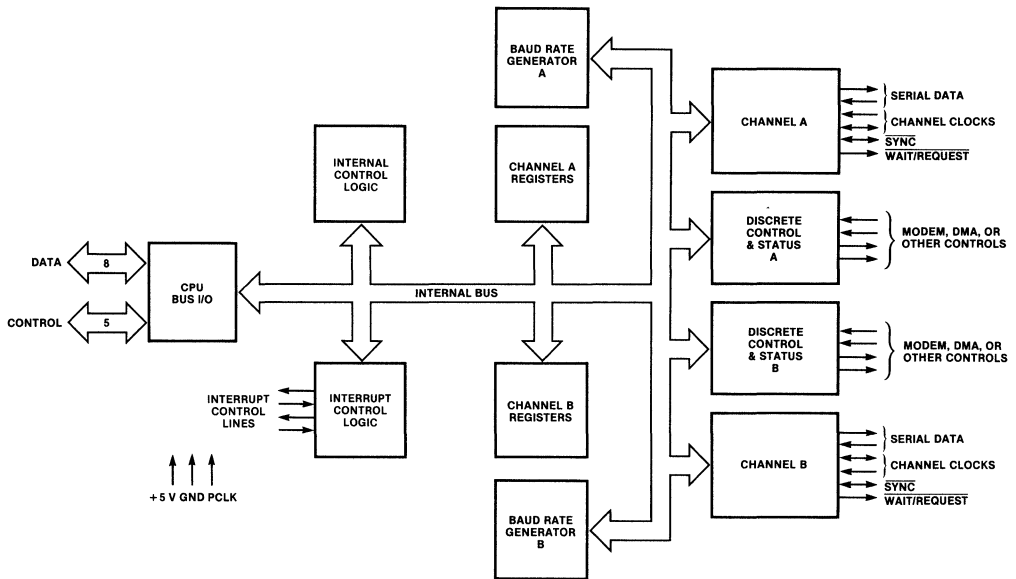 BAUD RATE
GENERATOR
A
CHANNEL A
SERIAL DATA
CHANNEL CLOCKS
SYNC
WAIT/REQUEST
INTERNAL
CONTROL
LOGIC
CHANNEL A
REGISTERS
DISCRETE
CONTROL
& STATUS
A
MODEM, DMA, OR
OTHER CONTROLS
DATA
8
CPU
BUS I/O
CONTROL
5
INTERNAL BUS
DISCRETE
CONTROL
& STATUS
B
MODEM, DMA, OR
OTHER CONTROLS
INTERRUPT
CONTROL
LINES
INTERRUPT
CONTROL
LOGIC
CHANNEL B
REGISTERS
CHANNEL B
SERIAL DATA
CHANNEL CLOCKS
SYNC
WAIT/REQUEST
+ 5 V GND PCLK
BAUD RATE
GENERATOR
B